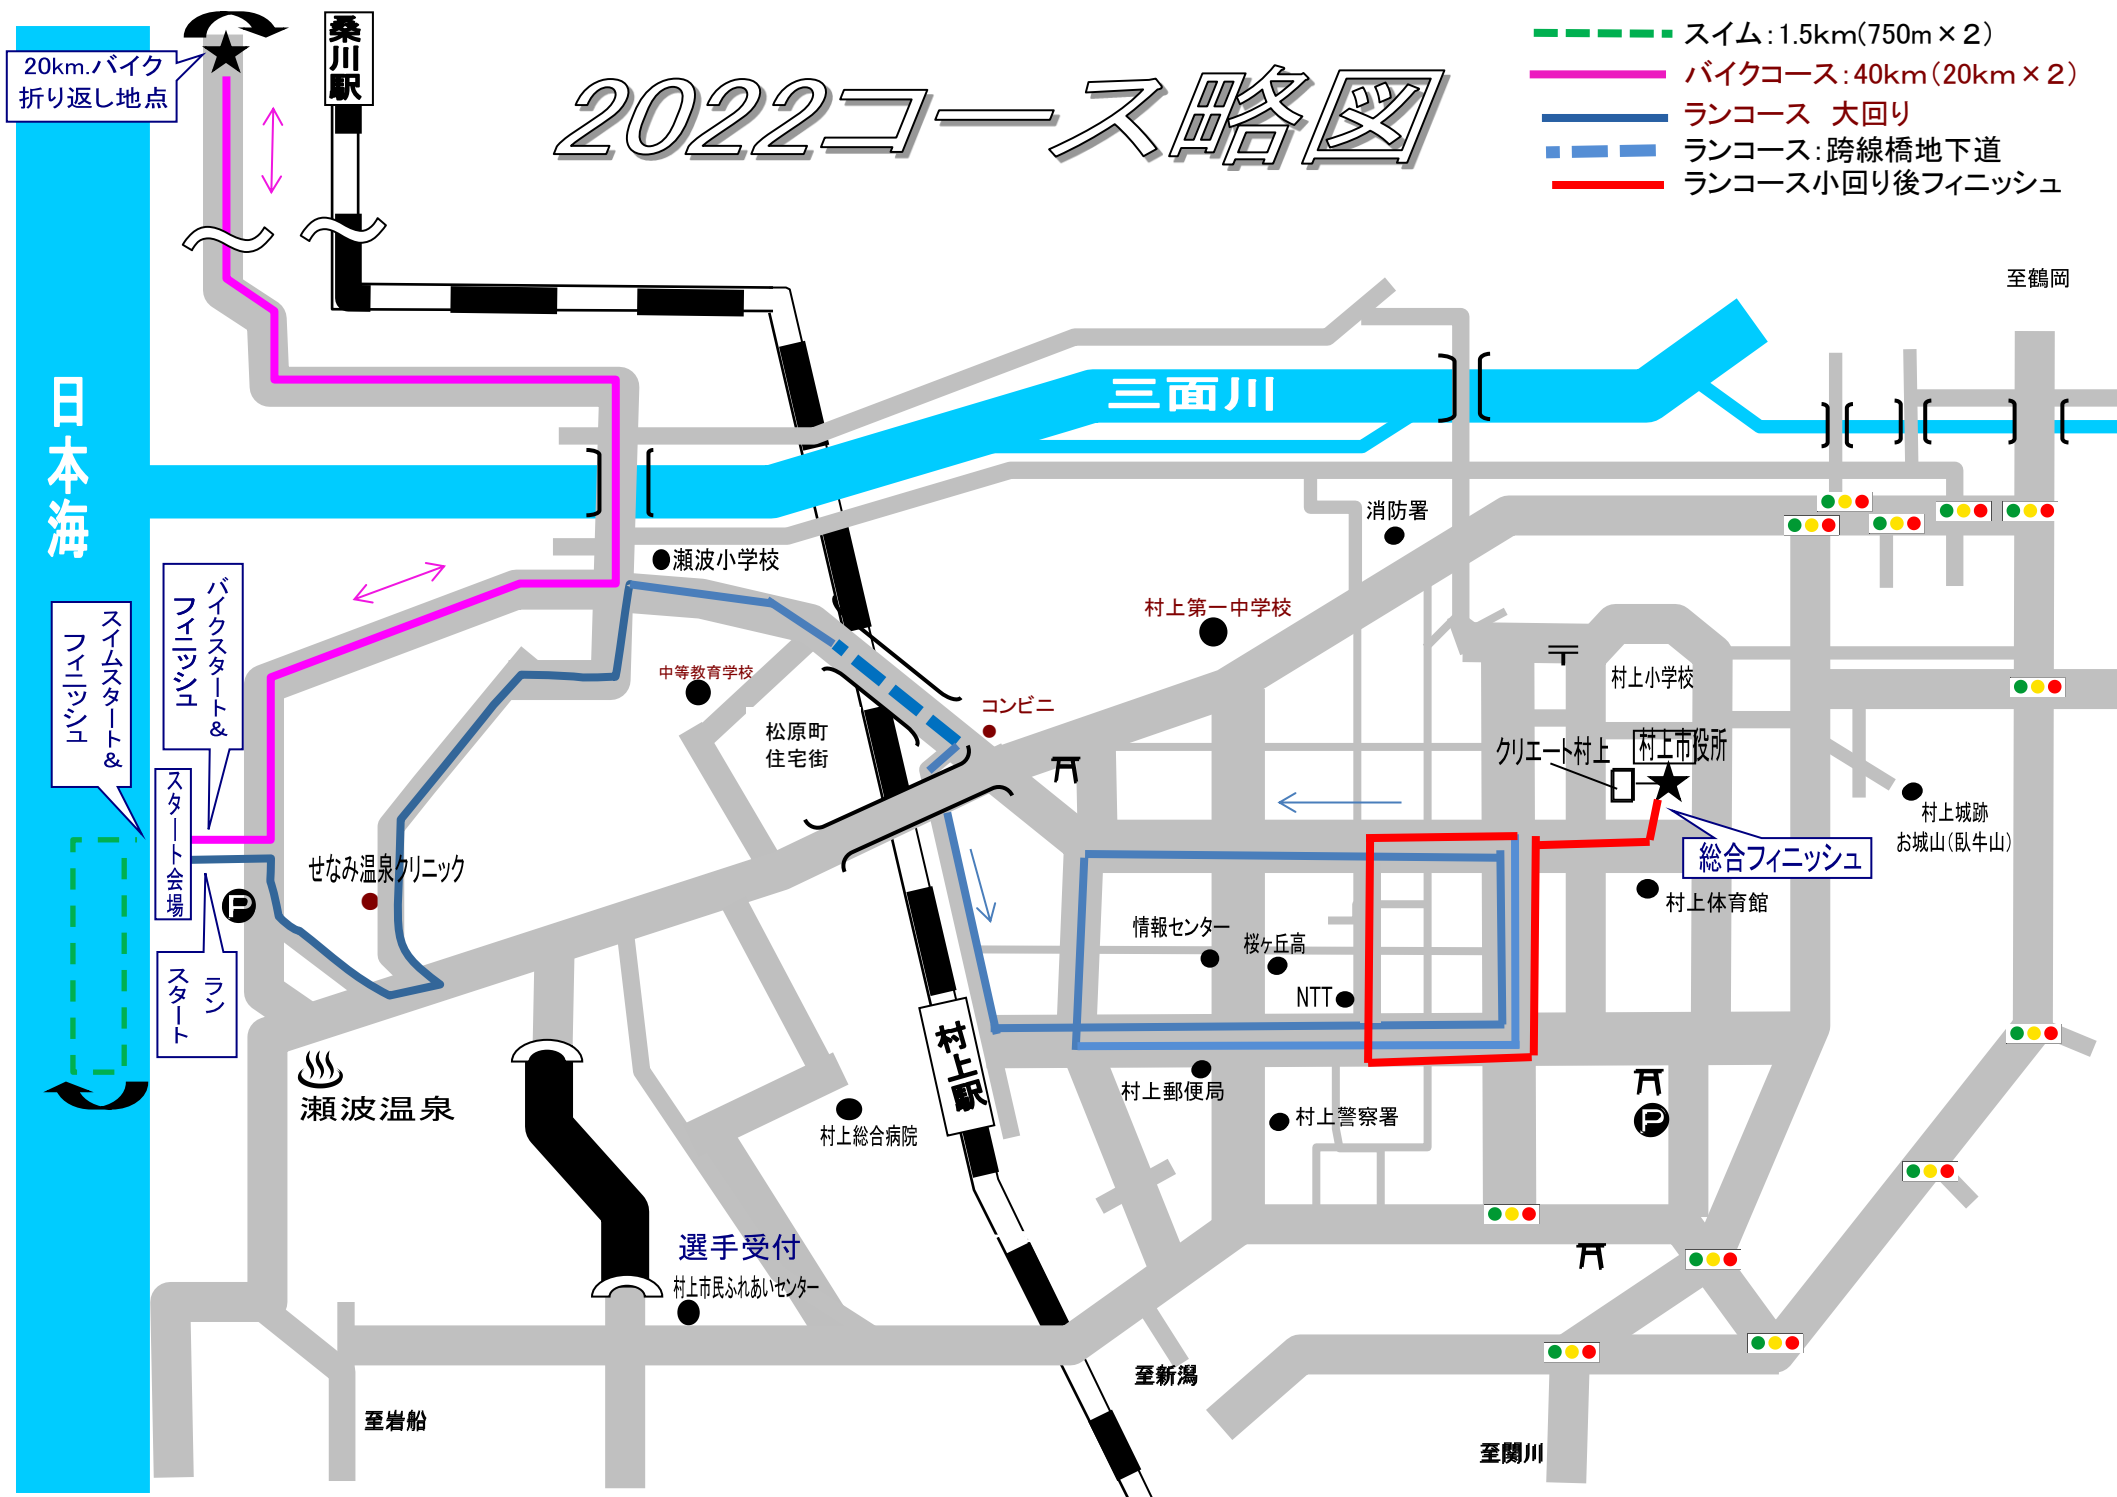 2022コース略図
スイム：1.5km(750m×2)
バイクコース：40km(20km×2)
ランコース　大回り
ランコース：跨線橋地下道
ランコース小回り後フィニッシュ
20km.バイク
折り返し地点
桑川駅
至鶴岡
日本海
三面川
消防署
瀬波小学校
バイクスタート&
フィニッシュ
スイムスタート&
フィニッシュ
村上第一中学校
中等教育学校
コンビニ
松原町
住宅街
〒
村上小学校
村上市役所
クリエート村上
スタート会場
村上城跡
お城山(臥牛山)
総合フィニッシュ
せなみ温泉クリニック
P
村上体育館
情報センター
桜ヶ丘高
NTT
ラン
スタート
村上駅
瀬波温泉
村上郵便局
村上警察署
P
村上総合病院
選手受付
村上市民ふれあいセンター
至新潟
至岩船
至関川